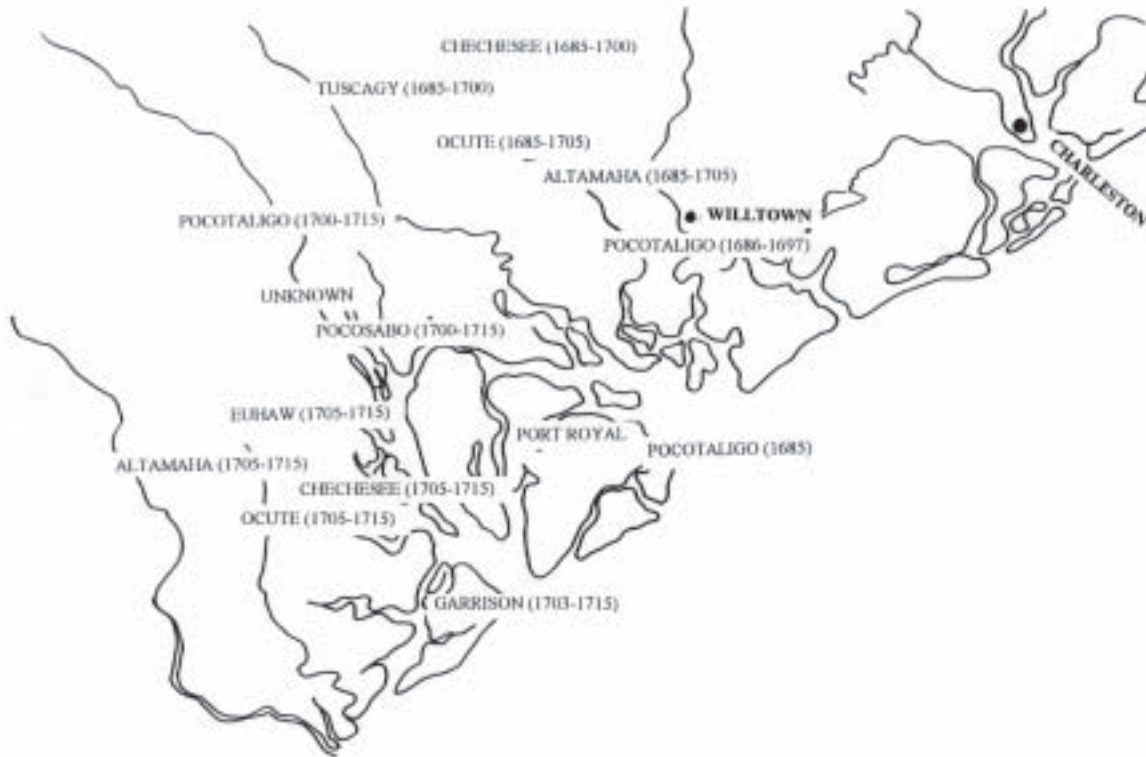 CHECHESEE (1685-1700)
TUSCAGY (1685-1700)
OCUTE (1685-1705)
CHARLESTON
ALTAMAHA (1685-1705)
WILLTOWN
POCOTALIGO (1700-1715)
POCOTALIGO (1686-1697)
UNKNOWN
POCOSABO (1700-1715)
EUHAW (1705-1715)
PORT ROYAL
POCOTALIGO (1685)
ALTAMAHA (1705-1715)
CHECHESEE (1705-1715)
OCUTE (1705-1715)
GARRISON (1703-1715)